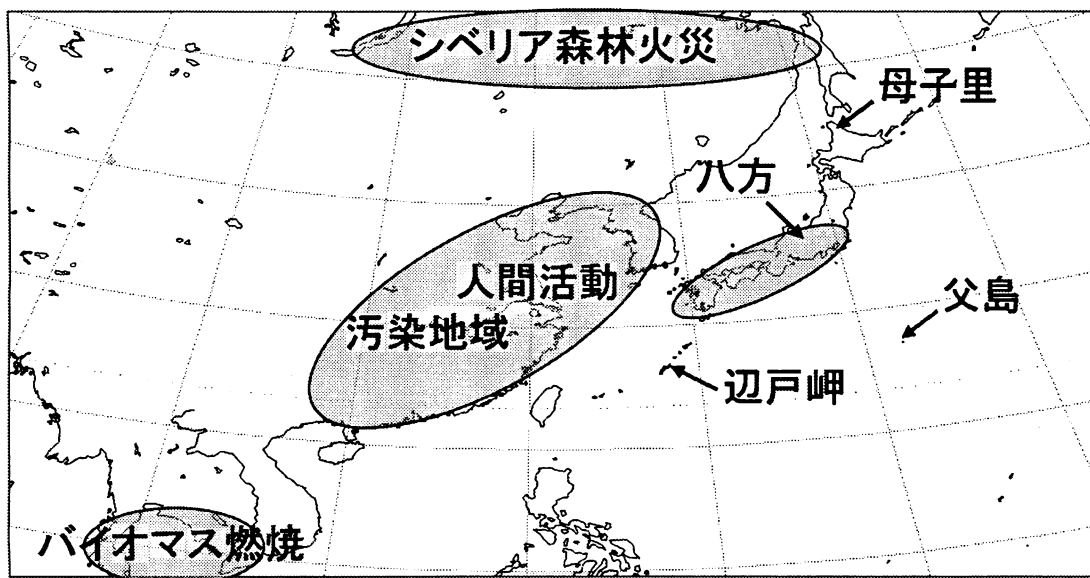 シベリア森林火災
母子里
八方
人間活動
汚染地域
父島
辺戸岬
バイオマス燃焼